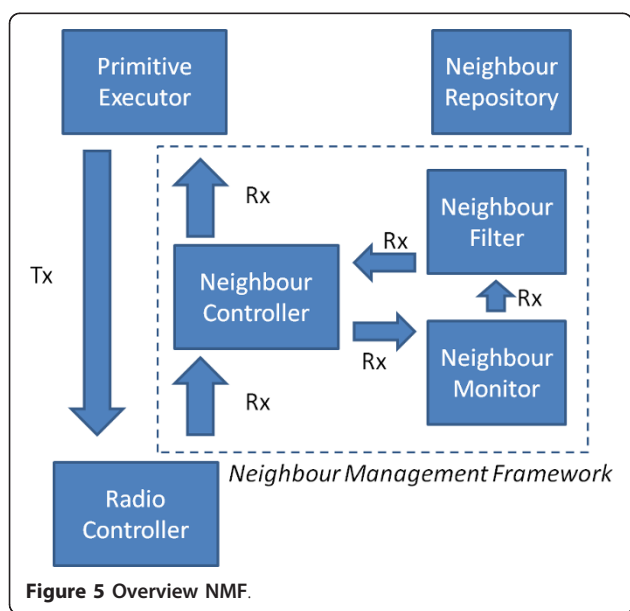 Primitive
Executor
Neighbour
Repository
Rx
Neighbour
Filter
Rx
Tx
Neighbour
Controller
Rx
Rx
Neighbour
Monitor
Rx
Neighbour Management Framework
Radio
Controller
Figure 5 Overview NMF.